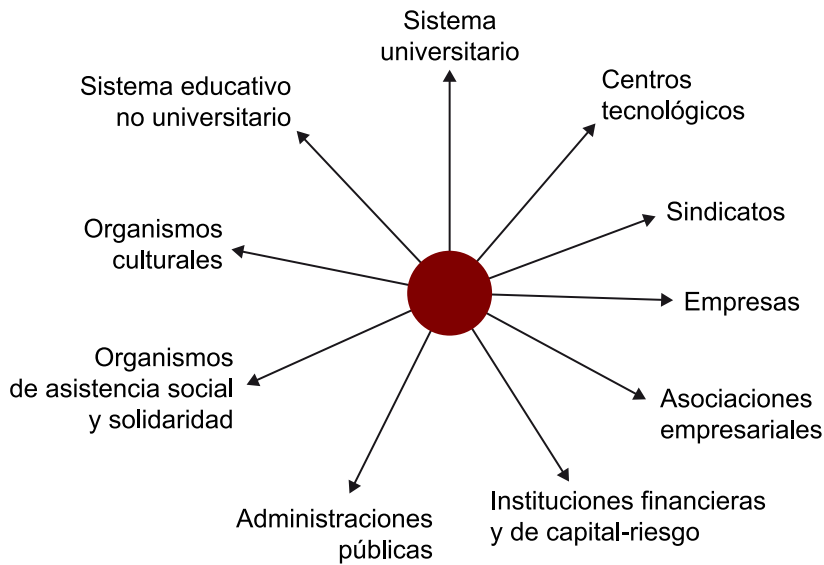 Sistema
universitario
Centros
tecnológicos
Sindicatos
Empresas
Asociaciones
empresariales
Instituciones financieras
y de capital-riesgo
Administraciones
públicas
Organismos
de asistencia social
y solidaridad
Organismos
culturales
Sistema educativo
no universitario